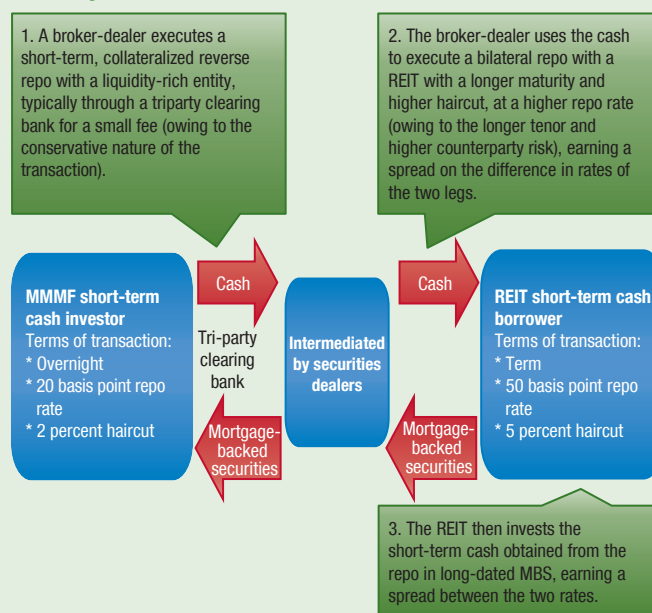 1. A broker-dealer executes a
short-term, collateralized reverse
repo with a liquidity-rich entity,
typically through a triparty clearing
bank for a small fee (owing to the
conservative nature of the
transaction).
2. The broker-dealer uses the cash
to execute a bilateral repo with a
REIT with a longer maturity and
higher haircut, at a higher repo rate
(owing to the longer tenor and
higher counterparty risk), earning a
spread on the difference in rates of
the two legs.
MMMF short-term
cash investor
Terms of transaction:
* Overnight
* 20 basis point repo
rate
* 2 percent haircut
Cash
Tri-party
clearing
bank
Mortgage-
backed
securities
Intermediated
by securities
dealers
Cash
Mortgage-
backed
securities
REIT short-term cash
borrower
Terms of transaction:
* Term
* 50 basis point repo
rate
* 5 percent haircut
3. The REIT then invests the
short-term cash obtained from the
repo in long-dated MBS, earning a
spread between the two rates.